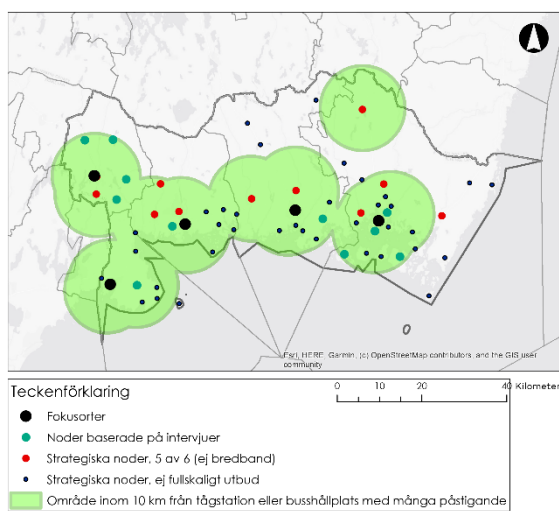 Esri, HERE, Garmin, (c) OpenStreetMap contributors, and the GIS user
community
Teckenförklaring
0 10 20 40 Kilometer
Fokusorter
Noder baserade på intervjuer
Strategiska noder, 5 av 6 (ej bredband)
Strategiska noder, ej fullskaligt utbud
Område inom 10 km från tågstation eller busshållplats med många påstigande